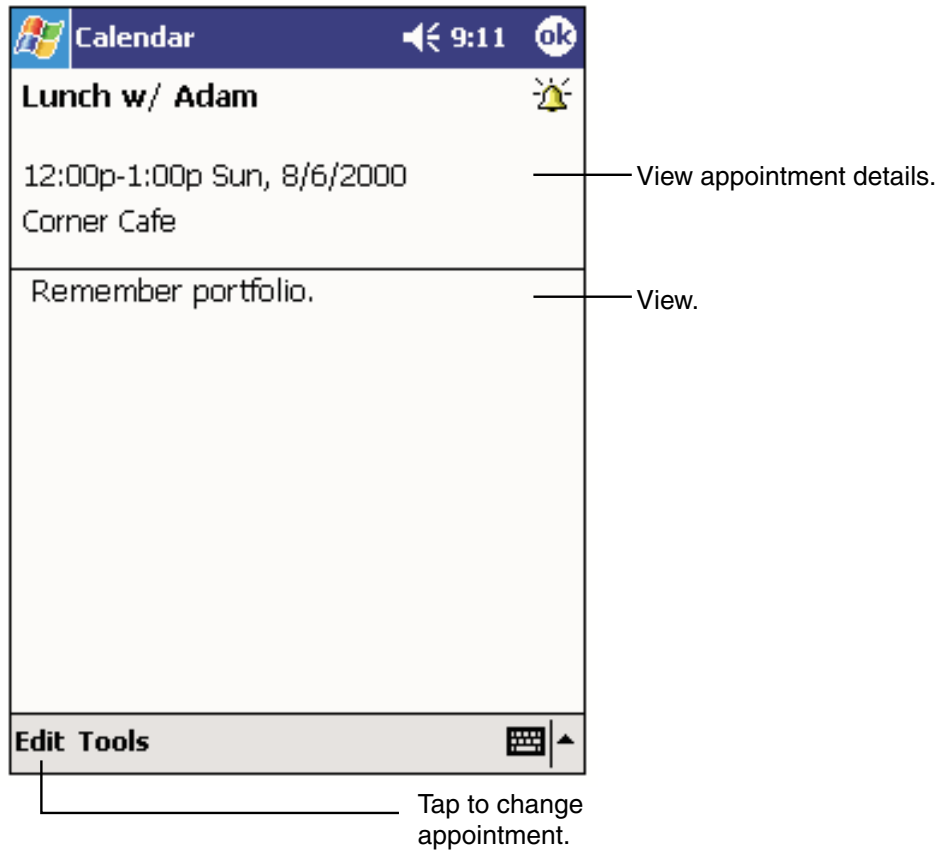 Calendar 9:11 ok
Lunch w/ Adam
12:00p-1:00p Sun, 8/6/2000
View appointment details.
Corner Cafe
Remember portfolio.
View.
Edit Tools
Tap to change
appointment.